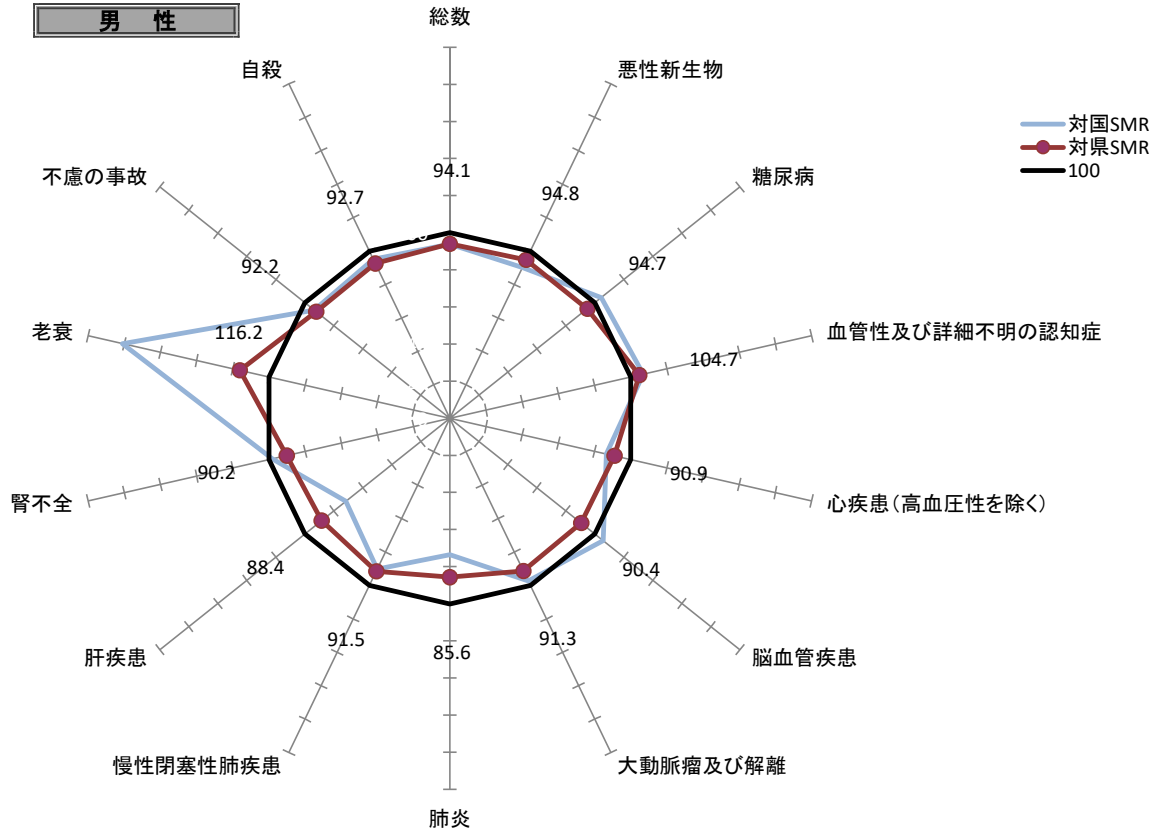 男 性
総数
悪性新生物
糖尿病
血管性及び詳細不明の認知症
心疾患(高血圧性を除く)
脳血管疾患
大動脈瘤及び解離
肺炎
慢性閉塞性肺疾患
肝疾患
腎不全
老衰
不慮の事故
自殺
94.1
94.8
94.7
104.7
90.9
90.4
91.3
85.6
91.5
88.4
90.2
116.2
92.2
92.7
対国SMR
対県SMR
100